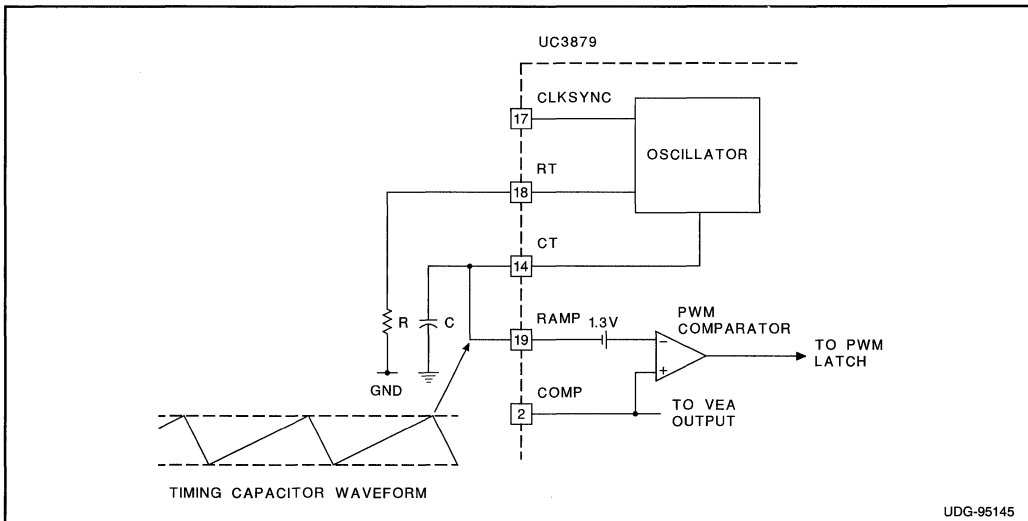 UC3879
CLKSYNC
17
OSCILLATOR
RT
18
CT
14
RAMP
1.3V
PWM
COMPARATOR
R
C
19
−
+
TO PWM
LATCH
GND
COMP
2
TO VEA
OUTPUT
TIMING CAPACITOR WAVEFORM
UDG-95145